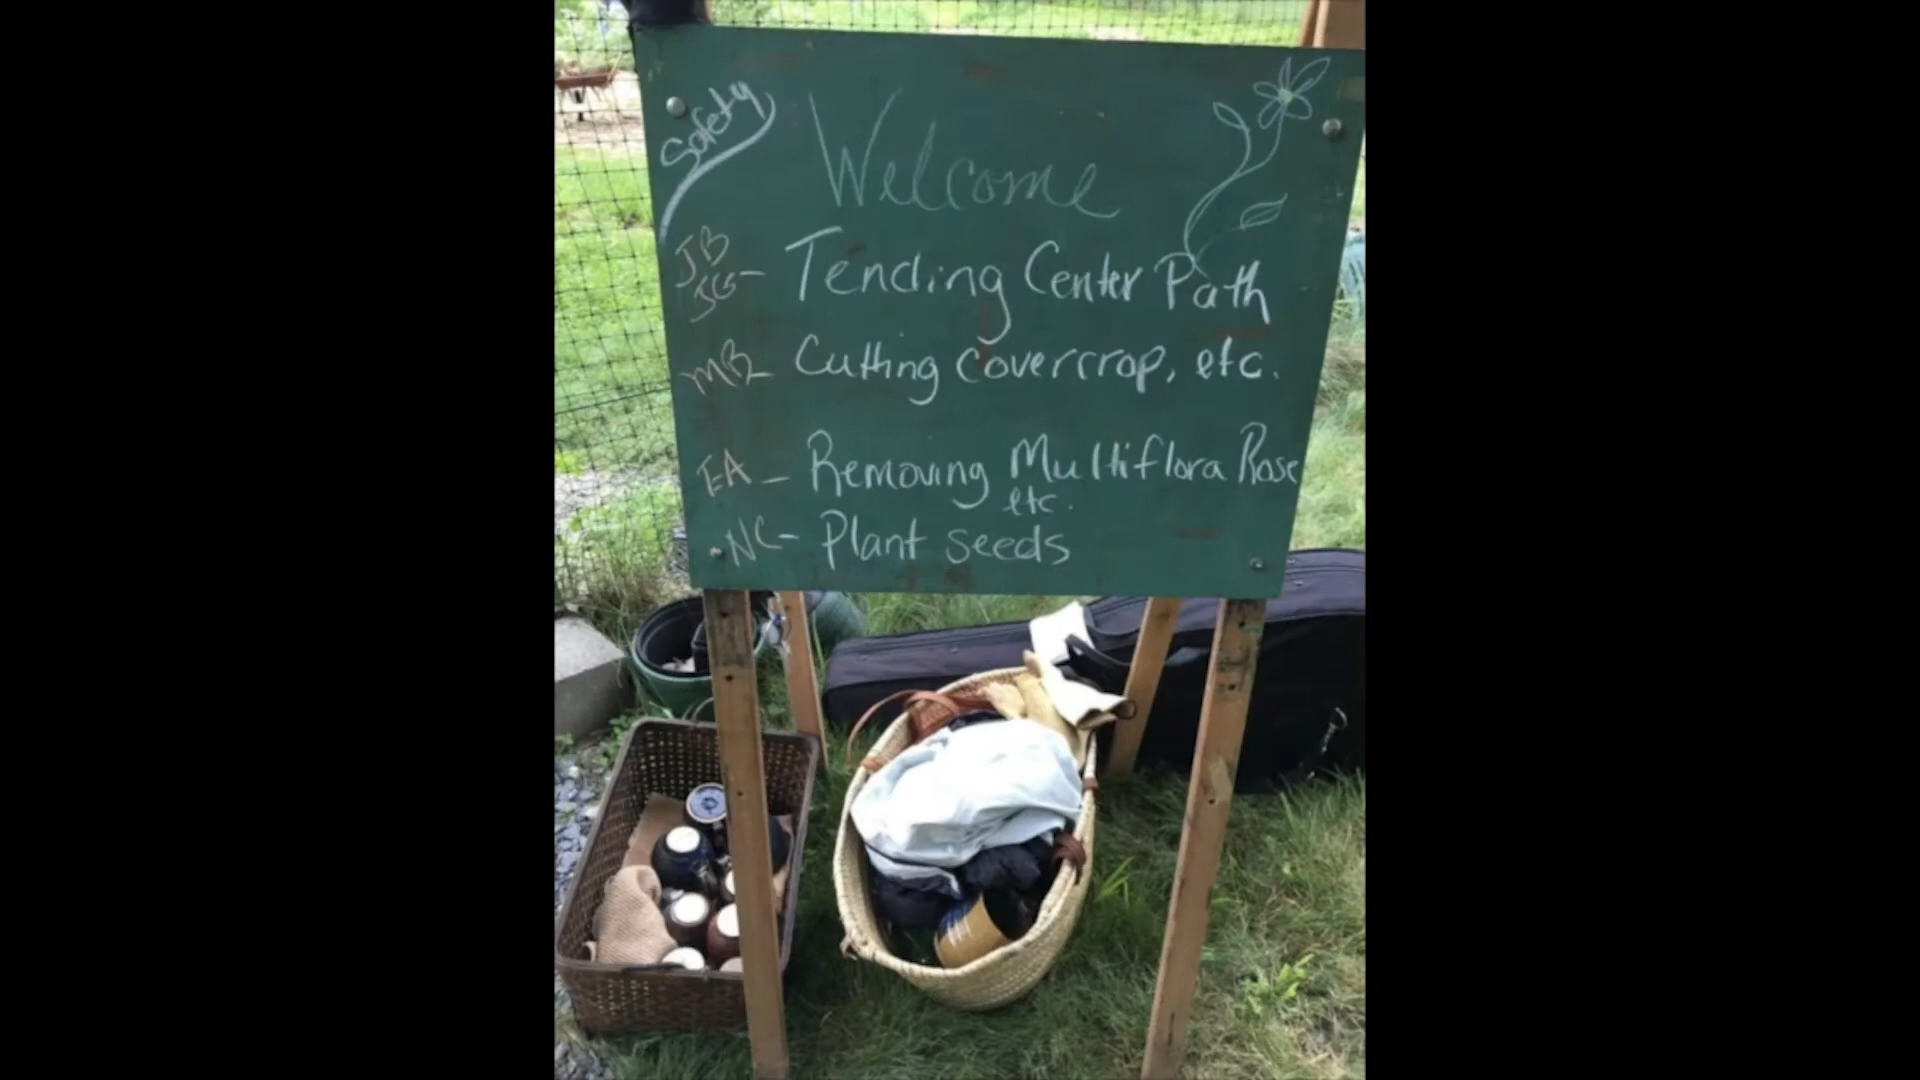 Safety
Welcome
JB
JG- Tending Center Path
MB- Cutting covercrop, etc.
EA- Removing Multiflora Rose
etc.
NC- Plant seeds